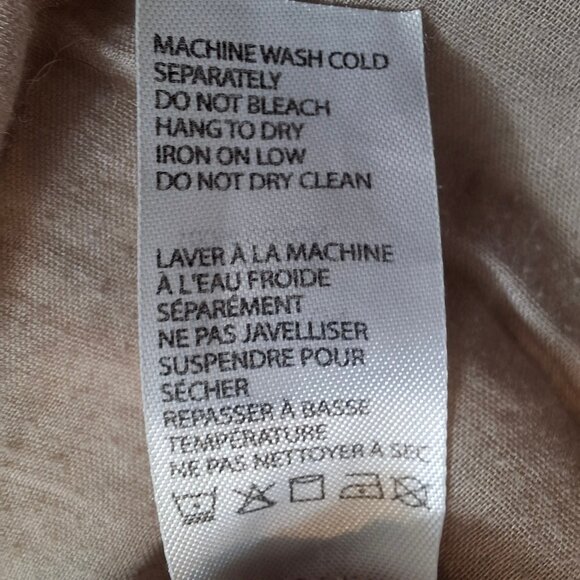 MACHINE WASH COLD
SEPARATELY
DO NOT BLEACH
HANG TO DRY
IRON ON LOW
DO NOT DRY CLEAN
LAVER À LA MACHINE
À L'EAU FROIDE
SÉPARÉMENT
NE PAS JAVELLISER
SUSPENDRE POUR
SÉCHER
REPASSER À BASSE
TEMPÉRATURE
NE PAS NETTOYER À SEC